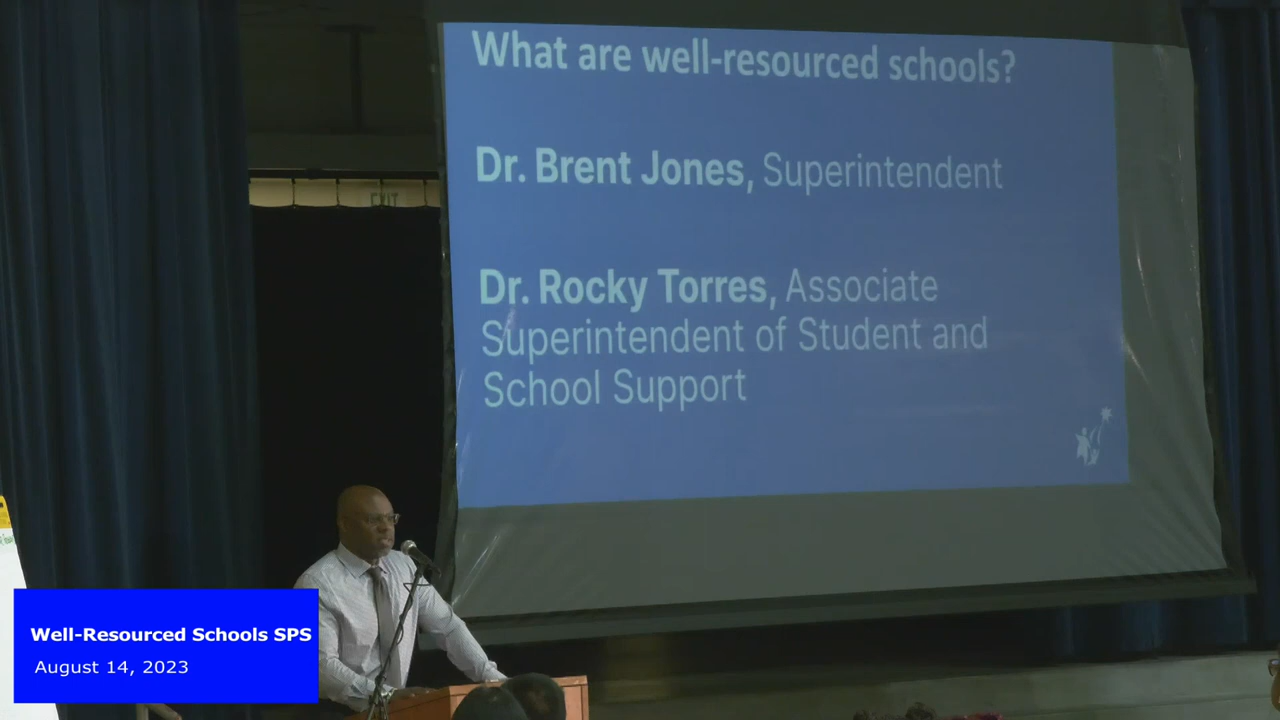 What are well-resourced schools?
Dr. Brent Jones, Superintendent
Dr. Rocky Torres, Associate
Superintendent of Student and
School Support
EXIT
Well-Resourced Schools SPS
August 14, 2023